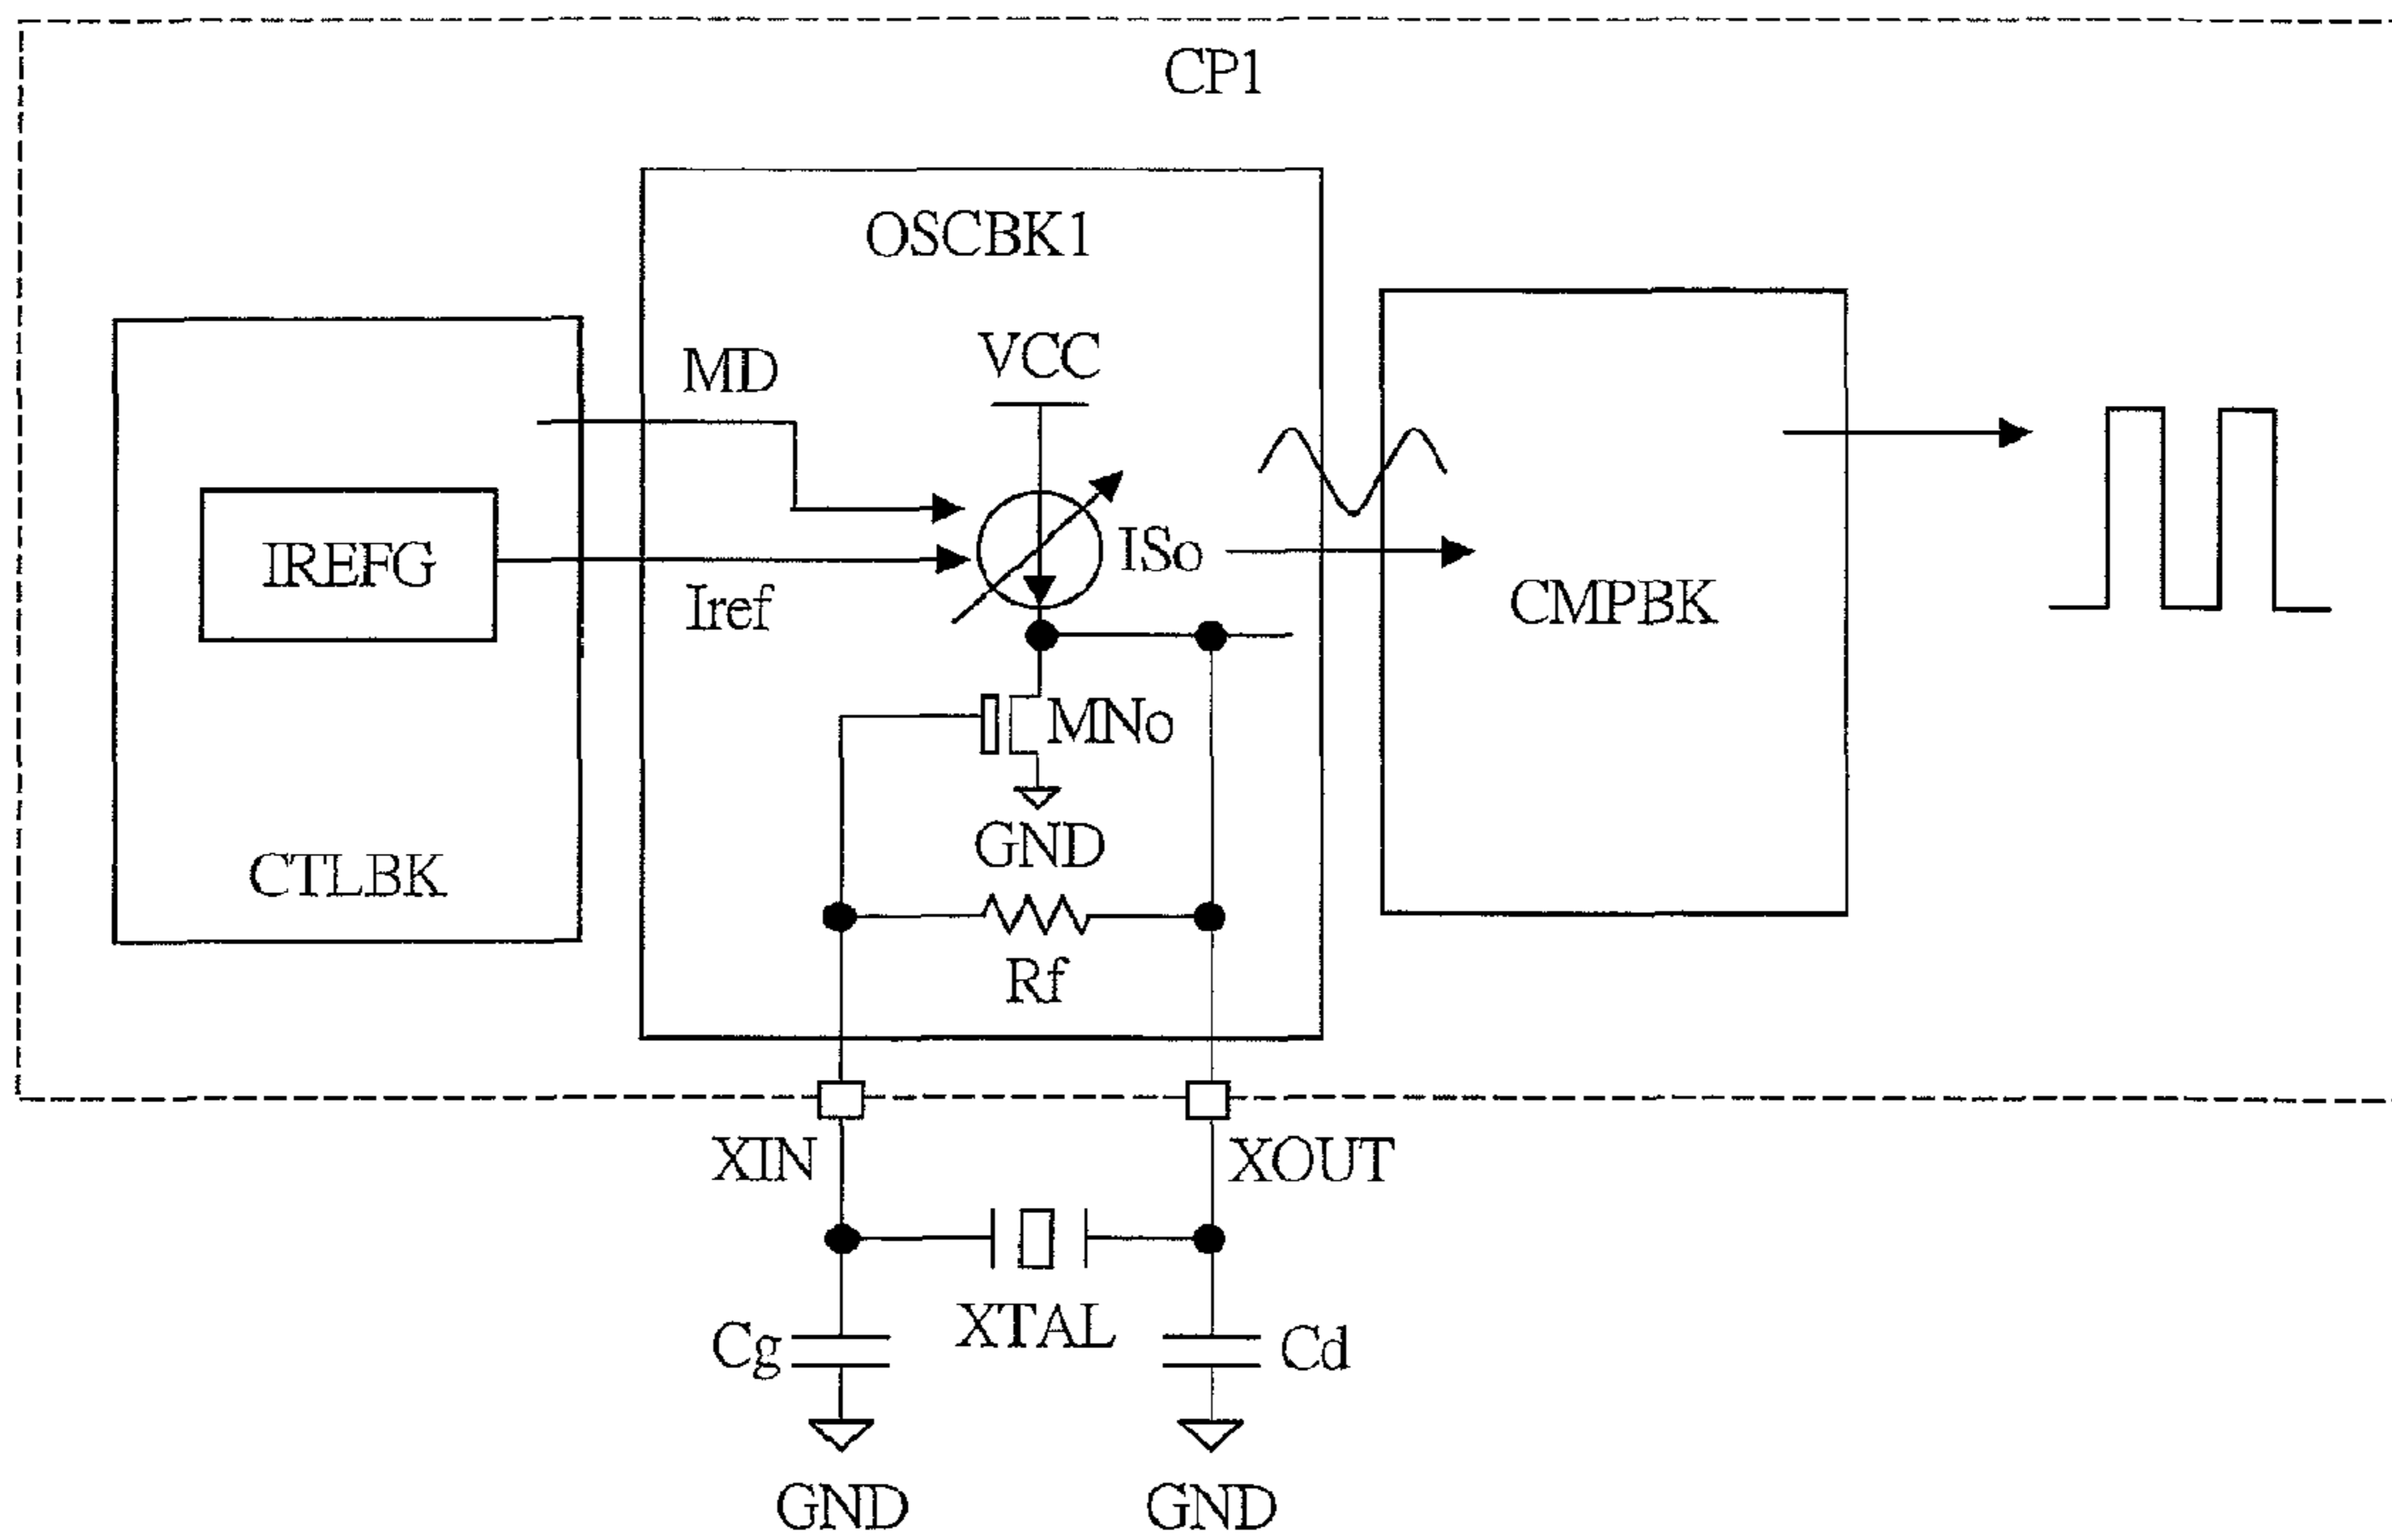 CP1
OSCBK1
MD
VCC
IREFG
Iref
ISo
CMPBK
MNo
GND
CTLBK
Rf
XIN
XOUT
XTAL
Cg
Cd
GND
GND